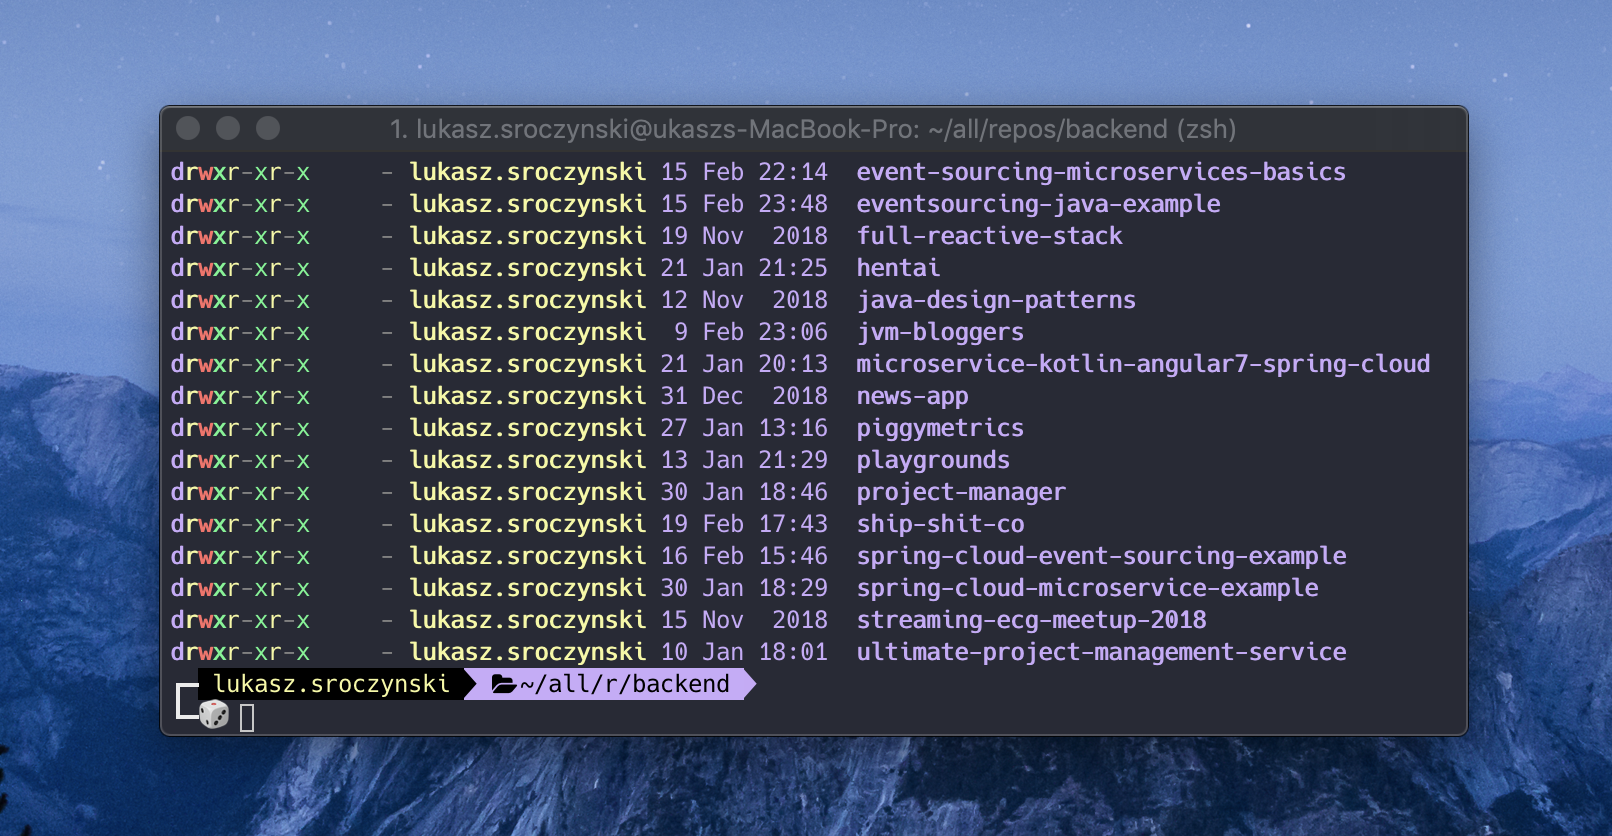 1. lukasz.sroczynski@ukaszs-MacBook-Pro: ~/all/repos/backend (zsh)
drwxr-xr-x - lukasz.sroczynski 15 Feb 22:14 event-sourcing-microservices-basics
drwxr-xr-x - lukasz.sroczynski 15 Feb 23:48 eventsourcing-java-example
drwxr-xr-x - lukasz.sroczynski 19 Nov 2018 full-reactive-stack
drwxr-xr-x - lukasz.sroczynski 21 Jan 21:25 hentai
drwxr-xr-x - lukasz.sroczynski 12 Nov 2018 java-design-patterns
drwxr-xr-x - lukasz.sroczynski 9 Feb 23:06 jvm-bloggers
drwxr-xr-x - lukasz.sroczynski 21 Jan 20:13 microservice-kotlin-angular7-spring-cloud
drwxr-xr-x - lukasz.sroczynski 31 Dec 2018 news-app
drwxr-xr-x - lukasz.sroczynski 27 Jan 13:16 piggymetrics
drwxr-xr-x - lukasz.sroczynski 13 Jan 21:29 playgrounds
drwxr-xr-x - lukasz.sroczynski 30 Jan 18:46 project-manager
drwxr-xr-x - lukasz.sroczynski 19 Feb 17:43 ship-shit-co
drwxr-xr-x - lukasz.sroczynski 16 Feb 15:46 spring-cloud-event-sourcing-example
drwxr-xr-x - lukasz.sroczynski 30 Jan 18:29 spring-cloud-microservice-example
drwxr-xr-x - lukasz.sroczynski 15 Nov 2018 streaming-ecg-meetup-2018
drwxr-xr-x - lukasz.sroczynski 10 Jan 18:01 ultimate-project-management-service
lukasz.sroczynski ~/all/r/backend